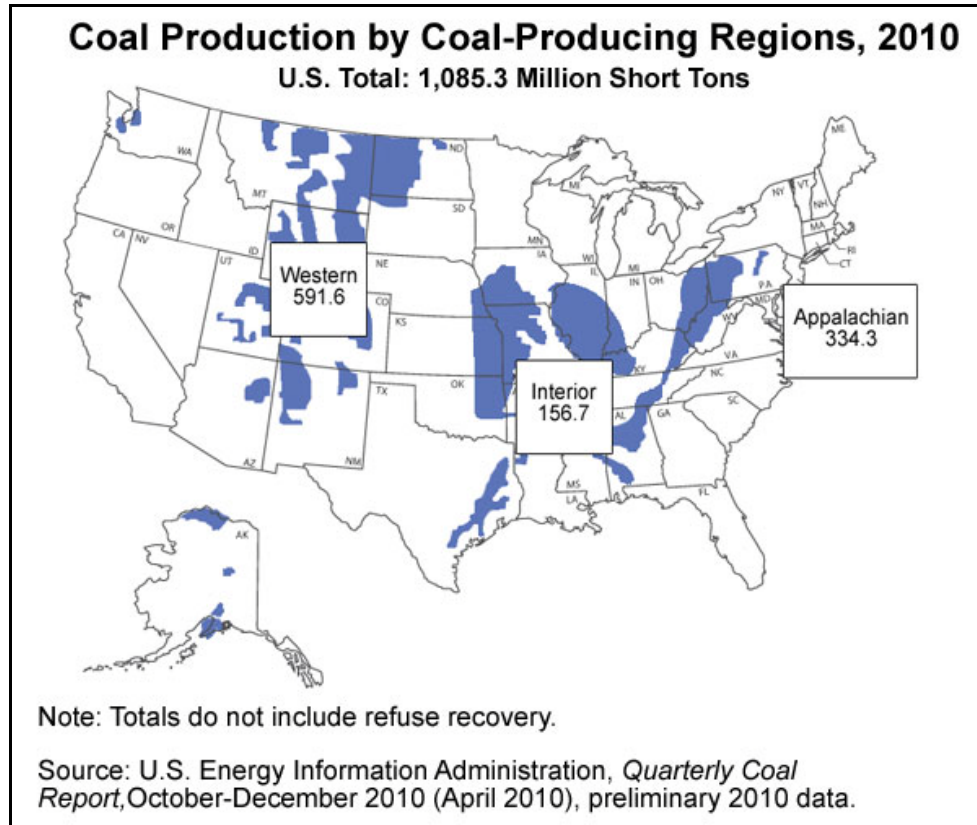 Coal Production by Coal-Producing Regions, 2010
U.S. Total: 1,085.3 Million Short Tons
WA
MT
ND
ME
OR
ID
SD
MN
MI
NY
VT
NH
MA
RI
CT
CA
NV
UT
Western
591.6
NE
IA
WI
IL
MI
IN
OH
PA
MD
WV
Appalachian
334.3
CO
KS
KY
VA
NC
OK
TX
Interior
156.7
AL
GA
SC
AZ
NM
MS
LA
FL
AK
Note: Totals do not include refuse recovery.
Source: U.S. Energy Information Administration, Quarterly Coal
Report,October-December 2010 (April 2010), preliminary 2010 data.